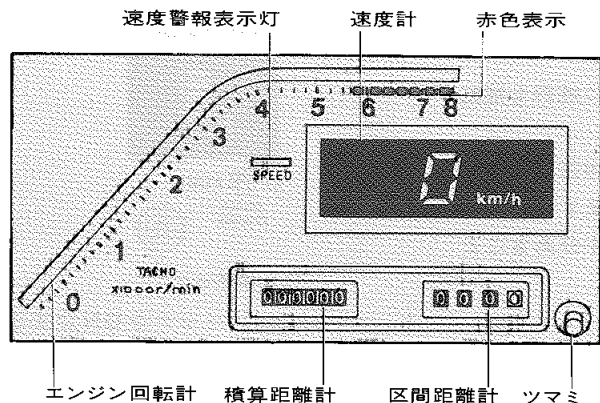 速度警報表示灯 速度計 赤色表示
0 1 2 3 4 5 6 7 8
SPEED
0 km/h
TACHO
x1000r/min
000000 0000
エンジン回転計 積算距離計 区間距離計 ツマミ